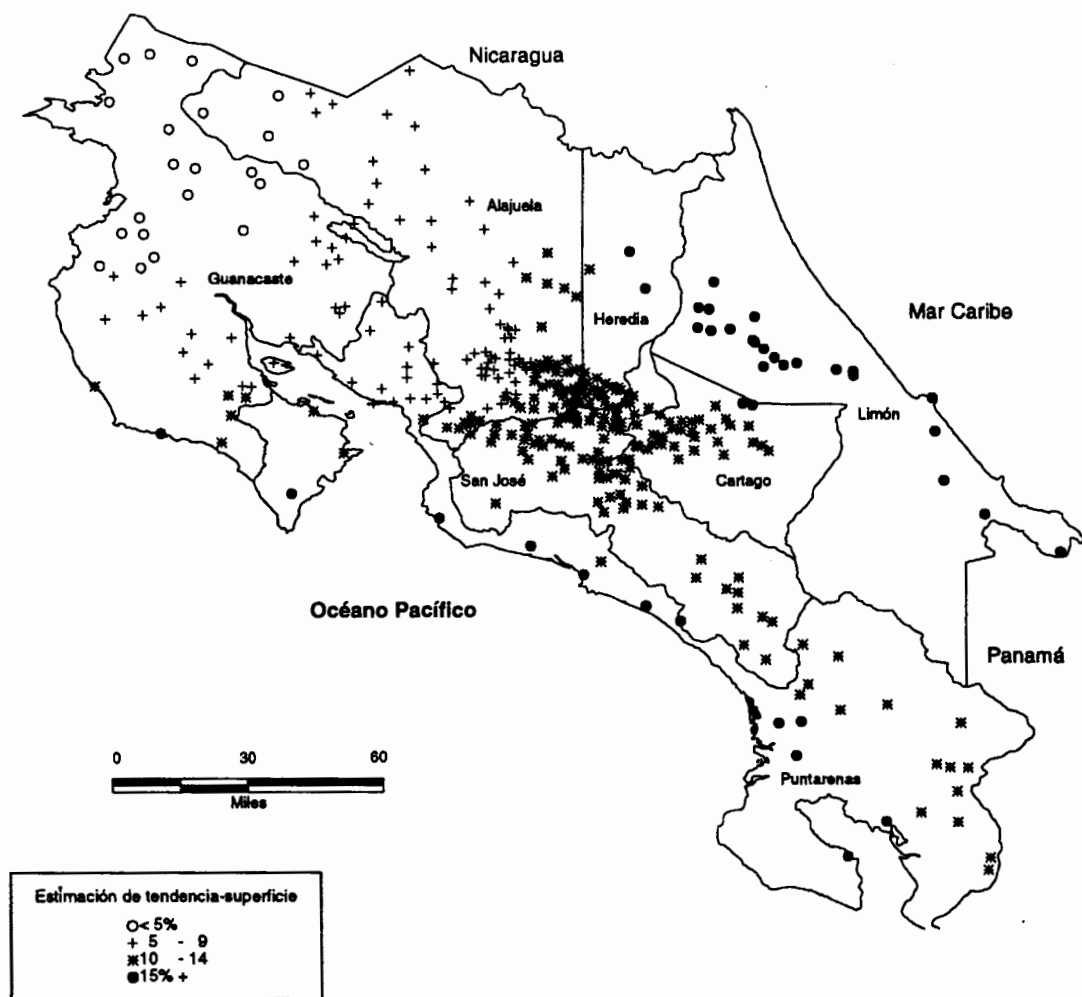 Nicaragua
Alajuela
Guanacaste
Heredia
Mar Caribe
Limón
San José
Cartago
Océano Pacífico
Panamá
Puntarenas
0 30 60
Miles
Estimación de tendencia-superficie
< 5%
5 - 9
10 - 14
15% +